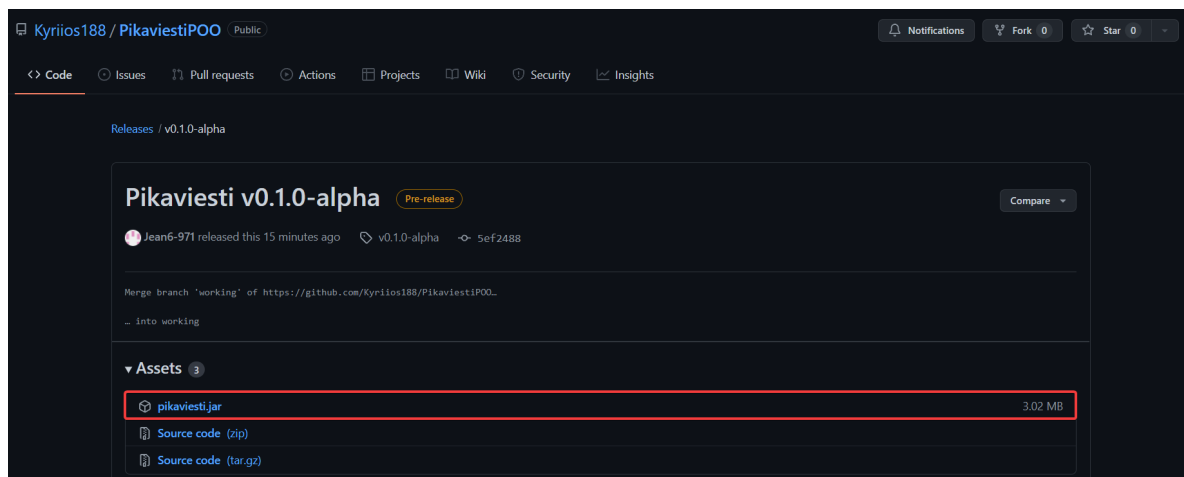 Kyriios188 / PikaviestiPOO Public Notifications Fork 0 Star 0
<> Code Issues Pull requests Actions Projects Wiki Security Insights
Releases / v0.1.0-alpha
Pikaviesti v0.1.0-alpha Pre-release Compare
Jean6-971 released this 15 minutes ago v0.1.0-alpha 5ef2488
Merge branch 'working' of https://github.com/Kyriios188/PikaviestiPOO…
… into working
Assets 3
pikaviesti.jar 3.02 MB
Source code (zip)
Source code (tar.gz)